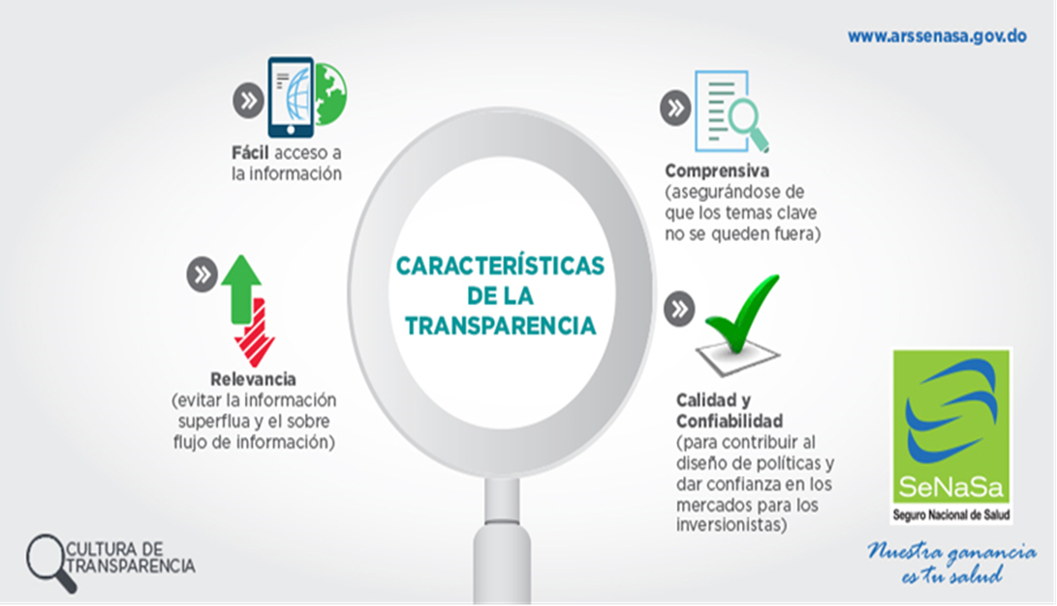 www.arssenasa.gov.do
Fácil acceso a
la información
Comprensiva
(asegurándose de
que los temas clave
no se queden fuera)
CARACTERÍSTICAS
DE LA
TRANSPARENCIA
Relevancia
(evitar la información
superflua y el sobre
flujo de información)
Calidad y
Confiabilidad
(para contribuir al
diseño de políticas y
dar confianza en los
mercados para los
inversionistas)
SeNaSa
Seguro Nacional de Salud
Nuestra ganancia
es tu salud
CULTURA DE
TRANSPARENCIA